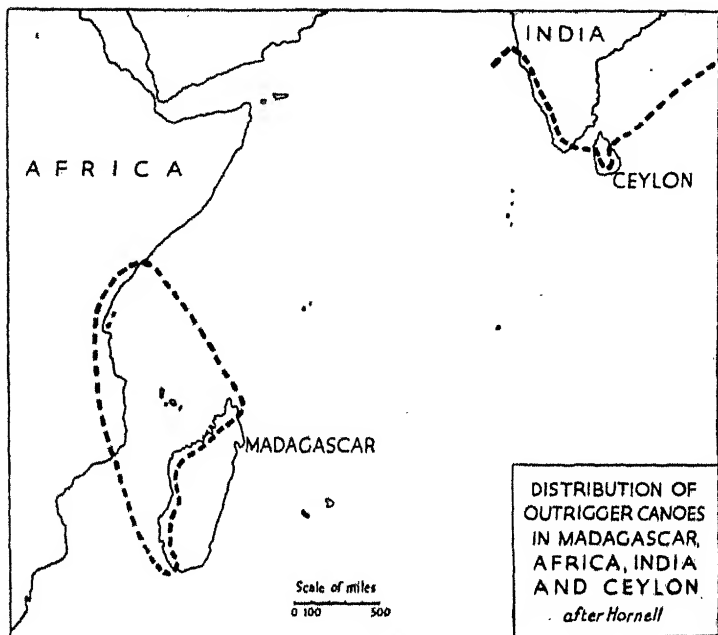 INDIA
AFRICA
CEYLON
MADAGASCAR
DISTRIBUTION OF
OUTRIGGER CANOES
IN MADAGASCAR,
AFRICA, INDIA
AND CEYLON
after Hornell
Scale of miles
0 100 500